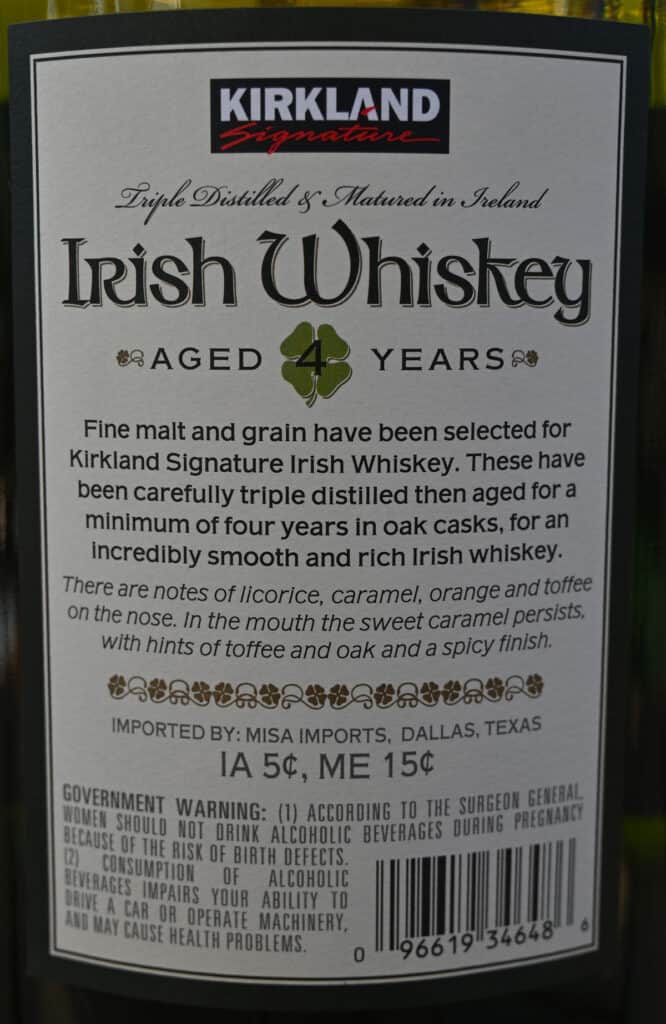 KIRKLAND
Signature
Triple Distilled & Matured in Ireland
Irish Whiskey
AGED 4 YEARS
Fine malt and grain have been selected for
Kirkland Signature Irish Whiskey. These have
been carefully triple distilled then aged for a
minimum of four years in oak casks, for an
incredibly smooth and rich Irish whiskey.
There are notes of licorice, caramel, orange and toffee
on the nose. In the mouth the sweet caramel persists,
with hints of toffee and oak and a spicy finish.
IMPORTED BY: MISA IMPORTS, DALLAS, TEXAS
IA 5¢, ME 15¢
GOVERNMENT WARNING: (1) ACCORDING TO THE SURGEON GENERAL,
WOMEN SHOULD NOT DRINK ALCOHOLIC BEVERAGES DURING PREGNANCY
BECAUSE OF THE RISK OF BIRTH DEFECTS.
(2) CONSUMPTION OF ALCOHOLIC
BEVERAGES IMPAIRS YOUR ABILITY TO
DRIVE A CAR OR OPERATE MACHINERY,
AND MAY CAUSE HEALTH PROBLEMS.
0 96619 34648 6